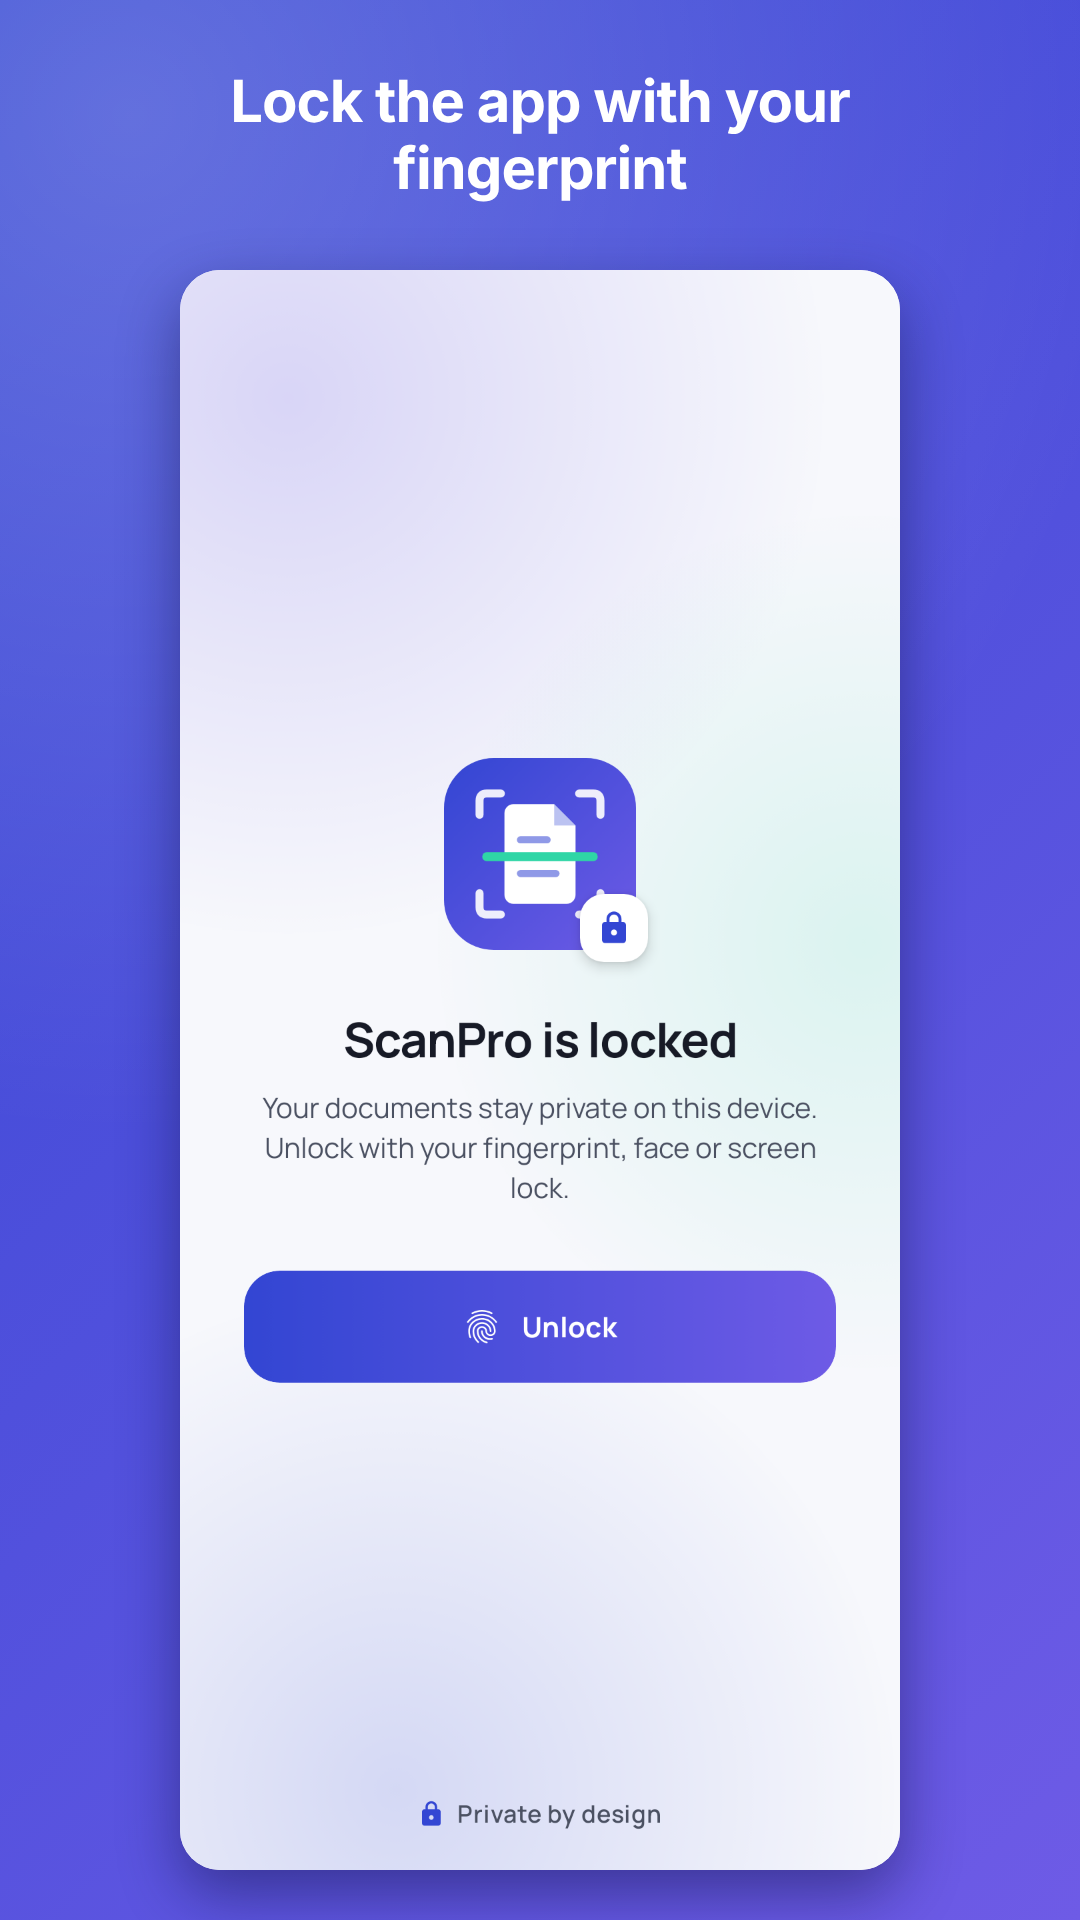 Lock the app with your
fingerprint
ScanPro is locked
Your documents stay private on this device.
Unlock with your fingerprint, face or screen
lock.
Unlock
Private by design